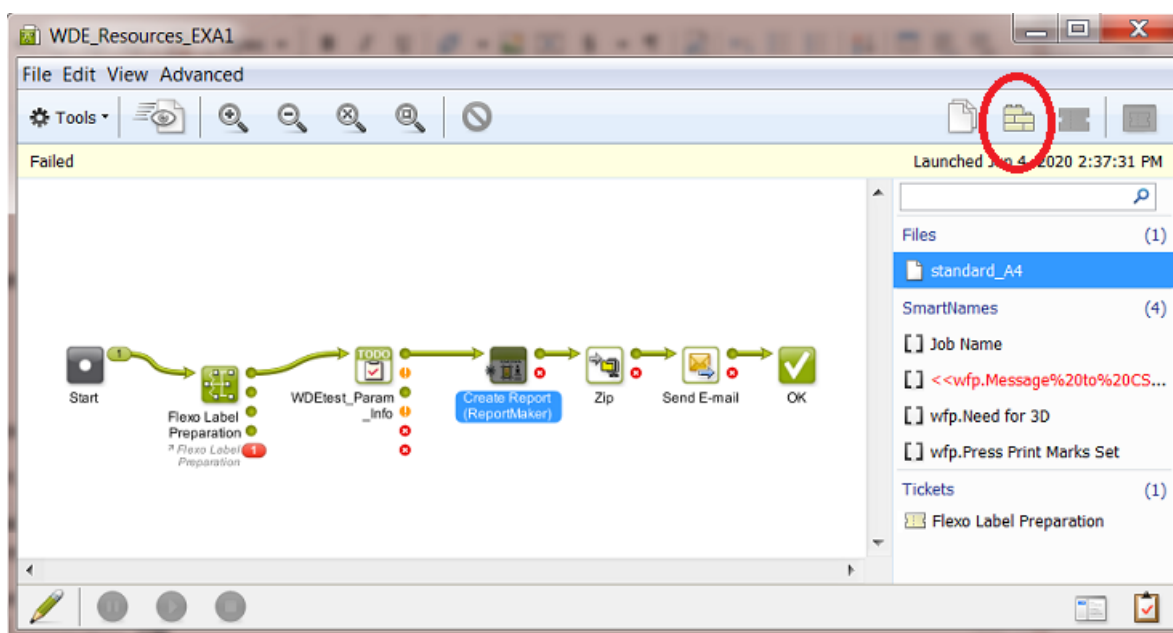 WDE_Resources_EXA1
File Edit View Advanced
Tools
Failed
Launched Jun 4, 2020 2:37:31 PM
Files (1)
standard_A4
SmartNames (4)
[ ] Job Name
[ ] <<wfp.Message%20to%20CS...
[ ] wfp.Need for 3D
[ ] wfp.Press Print Marks Set
Tickets (1)
Flexo Label Preparation
1
TODO
Start
Flexo Label
Preparation
Flexo Label
Preparation
1
WDEtest_Param
_Info
Create Report
(ReportMaker)
Zip
Send E-mail
OK